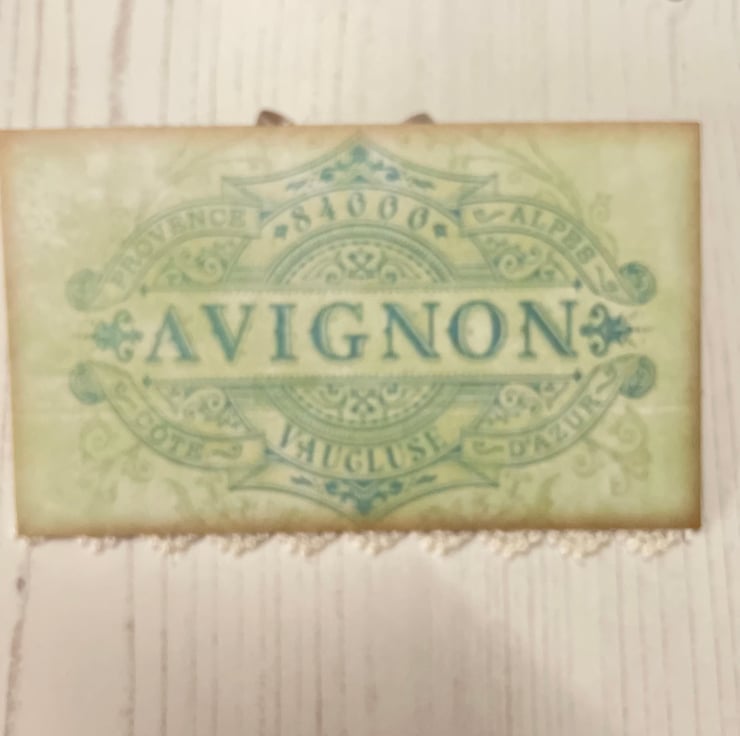 84000
PROVENCE ALPES
AVIGNON
CÔTE D'AZUR
VAUCLUSE